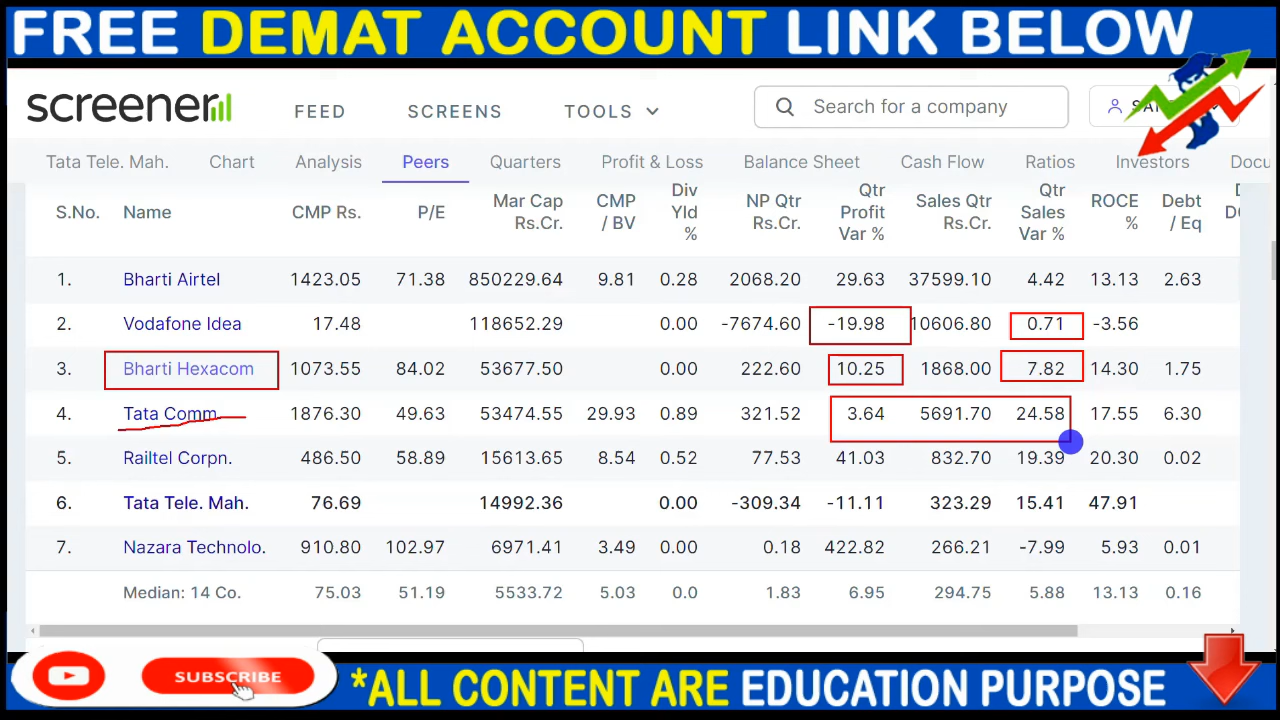 FREE DEMAT ACCOUNT LINK BELOW
screener FEED SCREENS TOOLS Search for a company
Tata Tele. Mah. Chart Analysis Peers Quarters Profit & Loss Balance Sheet Cash Flow Ratios Investors
S.No. Name CMP Rs. P/E Mar Cap Rs.Cr. CMP / BV Div Yld % NP Qtr Rs.Cr. Qtr Profit Var % Sales Qtr Rs.Cr. Qtr Sales Var % ROCE % Debt / Eq
1. Bharti Airtel 1423.05 71.38 850229.64 9.81 0.28 2068.20 29.63 37599.10 4.42 13.13 2.63
2. Vodafone Idea 17.48 118652.29 0.00 -7674.60 -19.98 10606.80 0.71 -3.56
3. Bharti Hexacom 1073.55 84.02 53677.50 0.00 222.60 10.25 1868.00 7.82 14.30 1.75
4. Tata Comm 1876.30 49.63 53474.55 29.93 0.89 321.52 3.64 5691.70 24.58 17.55 6.30
5. Railtel Corpn. 486.50 58.89 15613.65 8.54 0.52 77.53 41.03 832.70 19.39 20.30 0.02
6. Tata Tele. Mah. 76.69 14992.36 0.00 -309.34 -11.11 323.29 15.41 47.91
7. Nazara Technolo. 910.80 102.97 6971.41 3.49 0.00 0.18 422.82 266.21 -7.99 5.93 0.01
Median: 14 Co. 75.03 51.19 5533.72 5.03 0.0 1.83 6.95 294.75 5.88 13.13 0.16
SUBSCRIBE
*ALL CONTENT ARE EDUCATION PURPOSE